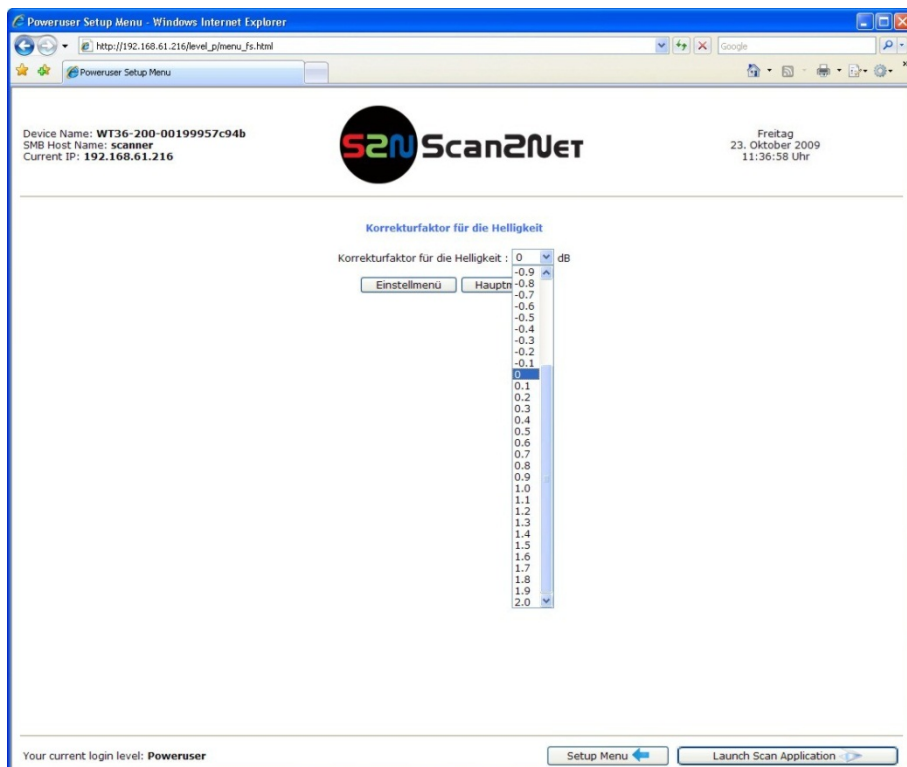 Poweruser Setup Menu - Windows Internet Explorer
http://192.168.61.216/level_p/menu_fs.html
Google
Poweruser Setup Menu
Device Name: WT36-200-00199957c94b
SMB Host Name: scanner
Current IP: 192.168.61.216
S2N Scan2Net
Freitag
23. Oktober 2009
11:36:58 Uhr
Korrekturfaktor für die Helligkeit
Korrekturfaktor für die Helligkeit : 0 dB
Einstellmenü
-0.9
-0.8
-0.7
-0.6
-0.5
-0.4
-0.3
-0.2
-0.1
0
0.1
0.2
0.3
0.4
0.5
0.6
0.7
0.8
0.9
1.0
1.1
1.2
1.3
1.4
1.5
1.6
1.7
1.8
1.9
2.0
Your current login level: Poweruser
Setup Menu
Launch Scan Application